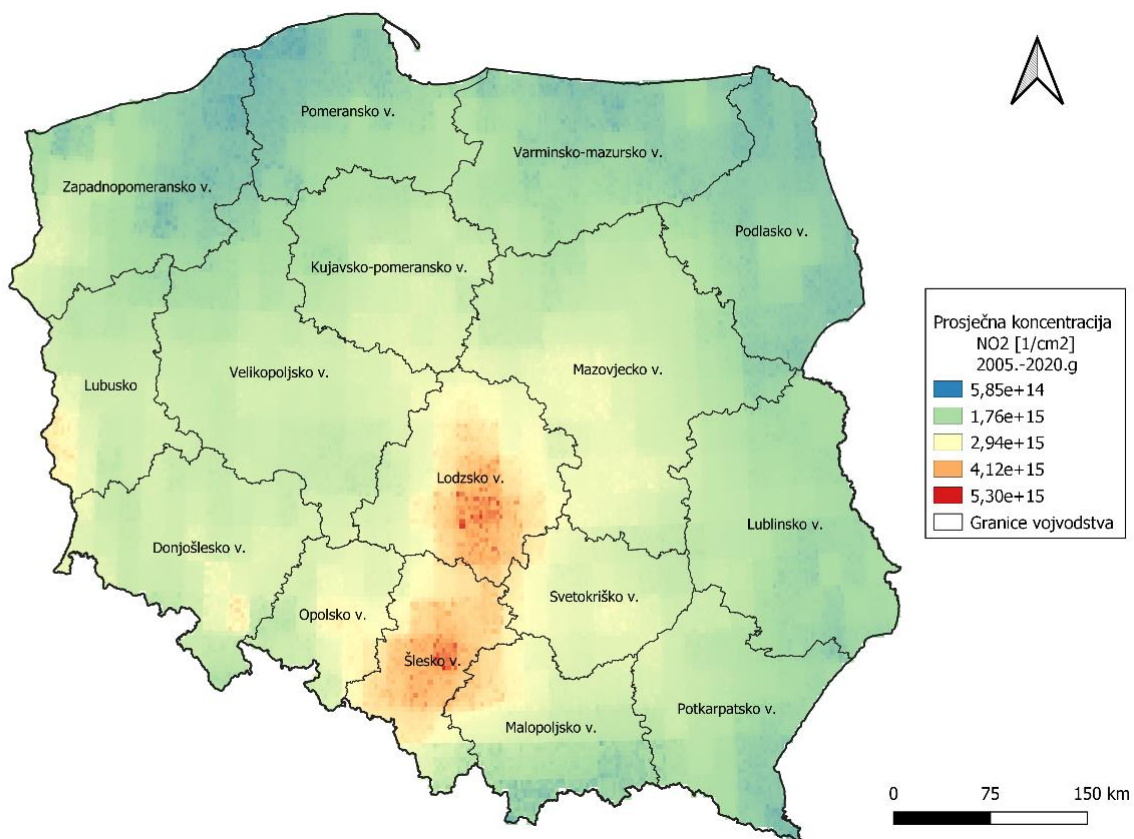 Pomeransko v.
Varminsko-mazursko v.
Zapadnopomeransko v.
Podlasko v.
Kujavsko-pomeransko v.
Prosječna koncentracija
NO2 [1/cm2]
2005.-2020.g
5,85e+14
1,76e+15
2,94e+15
4,12e+15
5,30e+15
Granice vojvodstva
Lubusko
Velikopoljsko v.
Mazovjecko v.
Lodzsko v.
Lublinsko v.
Donjošlesko v.
Opolsko v.
Svetokriško v.
Šlesko v.
Potkarpatsko v.
Malopoljsko v.
0 75 150 km